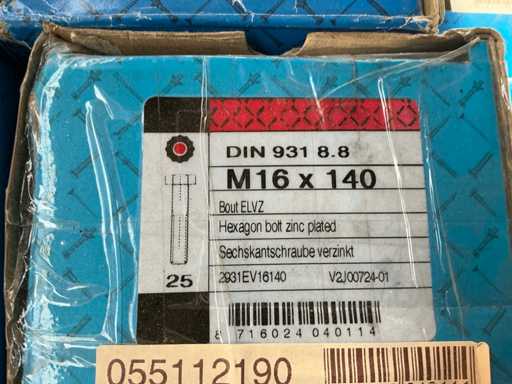 DIN 931 8.8
M16 x 140
Bout ELVZ
Hexagon bolt zinc plated
Sechskantschraube verzinkt
25
2931EV16140 V2J00724-01
8 716024 040114
055112190